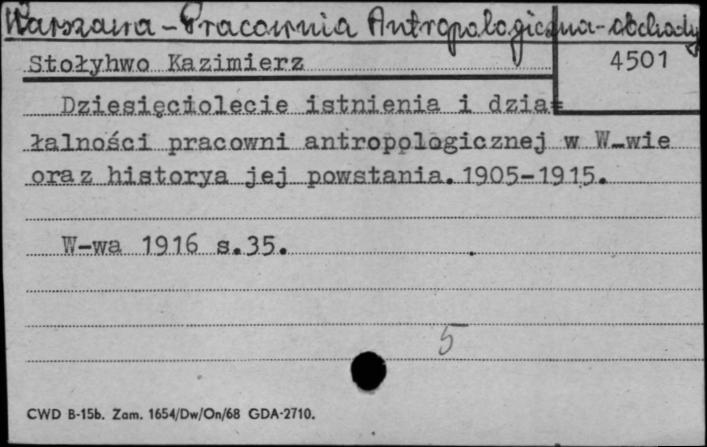 Warszawa - Pracownia Antropologiczna - obchody
Stołyhwo Kazimierz
4501
Dziesięciolecie istnienia i dzia=
łalności pracowni antropologicznej w W-wie
oraz historya jej powstania. 1905-1915.
W-wa 1916 s.35.
5
CWD B-15b. Zam. 1654/Dw/On/68 GDA-2710.